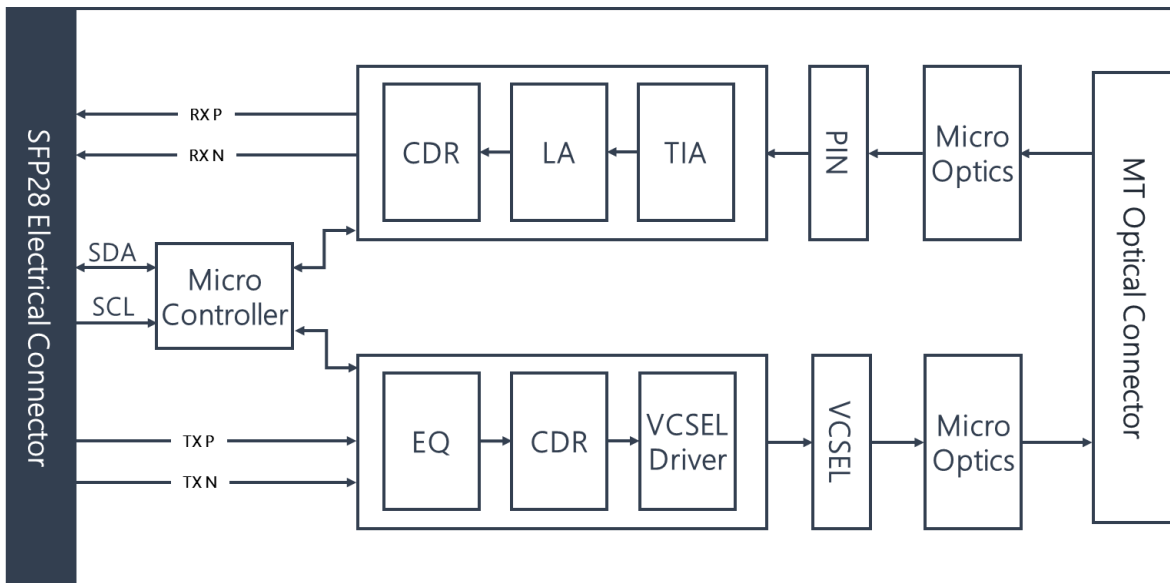 SFP28 Electrical Connector
RX P
RX N
CDR
LA
TIA
PIN
Micro
Optics
MT Optical Connector
SDA
SCL
Micro
Controller
TX P
TX N
EQ
CDR
VCSEL
Driver
VCSEL
Micro
Optics